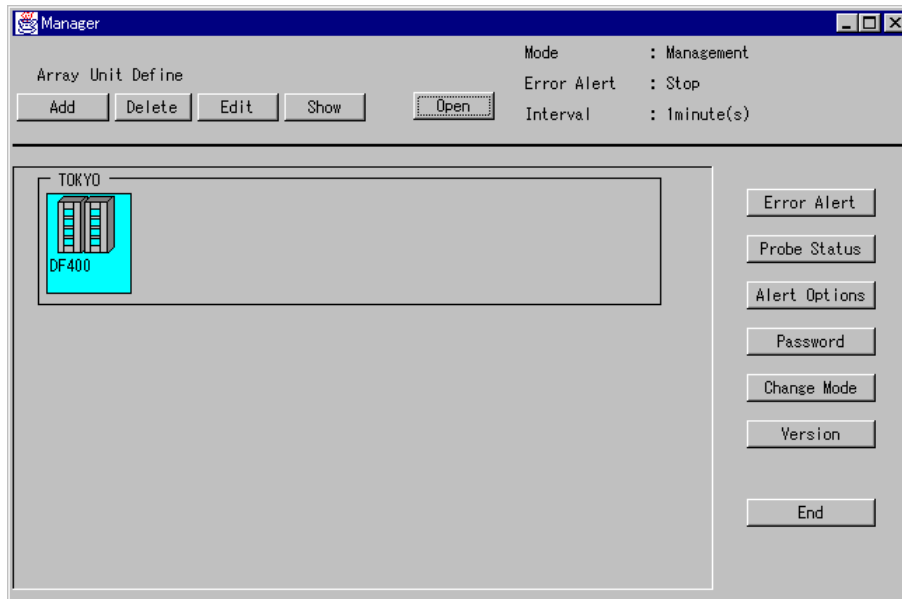 Manager
Mode : Management
Array Unit Define
Error Alert : Stop
Add Delete Edit Show Open
Interval : 1minute(s)
TOKYO
DF400
Error Alert
Probe Status
Alert Options
Password
Change Mode
Version
End